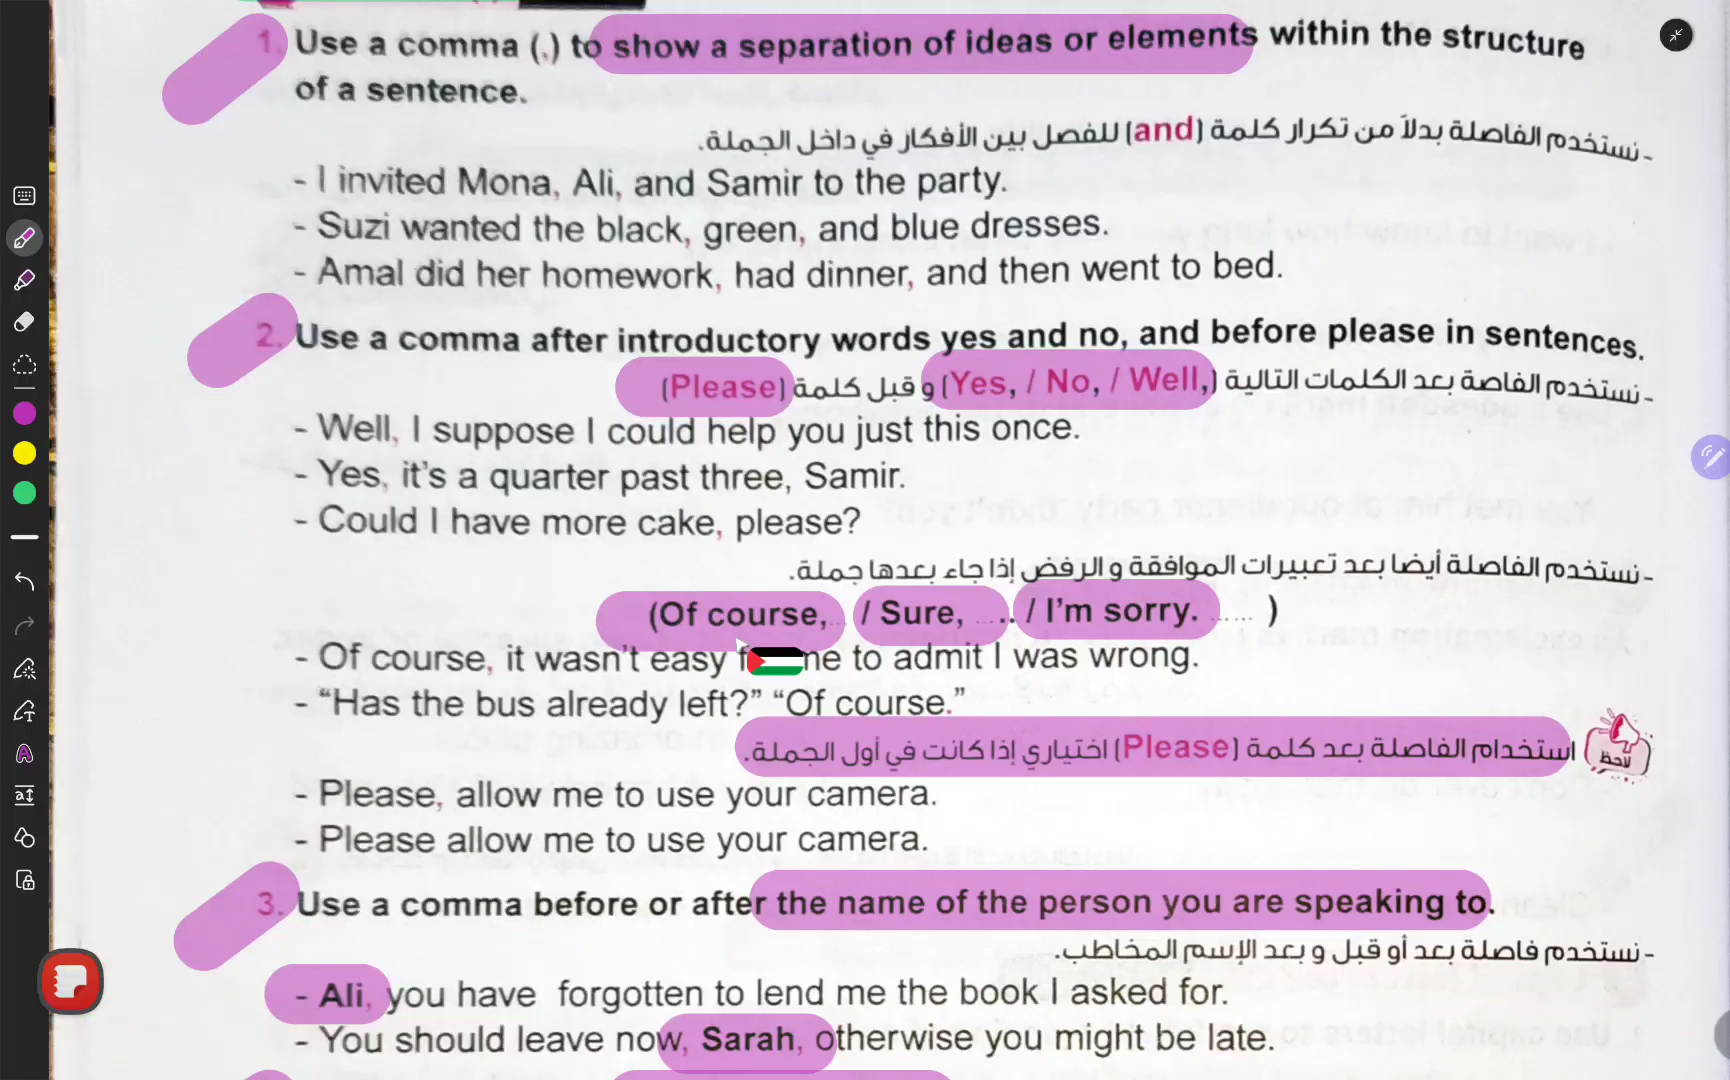 1. Use a comma (,) to show a separation of ideas or elements within the structure
of a sentence.
- نستخدم الفاصلة بدلاً من تكرار كلمة (and) للفصل بين الأفكار في داخل الجملة.
- I invited Mona, Ali, and Samir to the party.
- Suzi wanted the black, green, and blue dresses.
- Amal did her homework, had dinner, and then went to bed.
2. Use a comma after introductory words yes and no, and before please in sentences.
- نستخدم الفاصة بعد الكلمات التالية (Yes, / No, / Well,) و قبل كلمة (Please)
- Well, I suppose I could help you just this once.
- Yes, it's a quarter past three, Samir.
- Could I have more cake, please?
- نستخدم الفاصلة أيضا بعد تعبيرات الموافقة و الرفض إذا جاء بعدها جملة.
(Of course,... / Sure, ..... / I'm sorry. ..... )
- Of course, it wasn't easy me to admit I was wrong.
- “Has the bus already left?” “Of course.”
لاحظ
استخدام الفاصلة بعد كلمة (Please) اختياري إذا كانت في أول الجملة.
- Please, allow me to use your camera.
- Please allow me to use your camera.
3. Use a comma before or after the name of the person you are speaking to.
- نستخدم فاصلة بعد أو قبل و بعد الإسم المخاطب.
- Ali, you have forgotten to lend me the book I asked for.
- You should leave now, Sarah, otherwise you might be late.